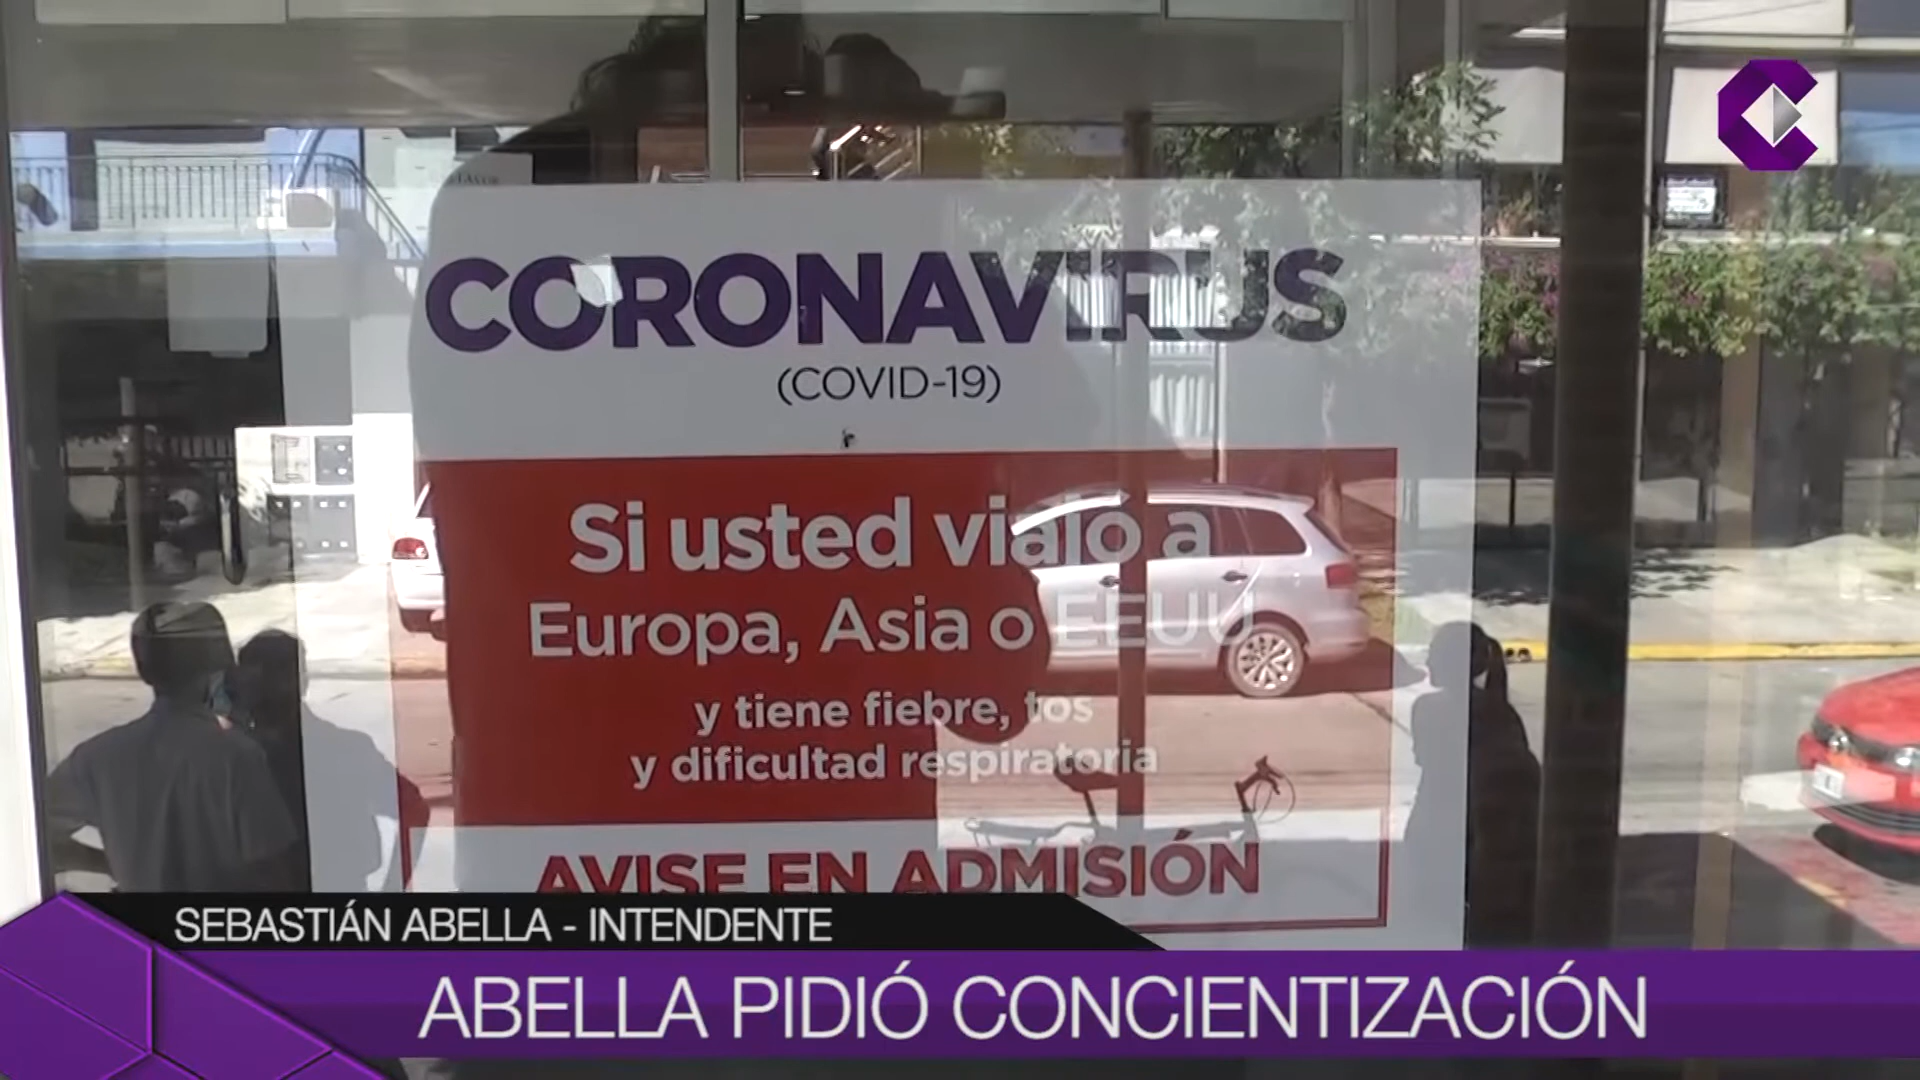 CORONAVIRUS
(COVID-19)
Si usted viajó a
Europa, Asia o EEUU
y tiene fiebre, tos
y dificultad respiratoria
AVISE EN ADMISIÓN
SEBASTIÁN ABELLA - INTENDENTE
ABELLA PIDIÓ CONCIENTIZACIÓN